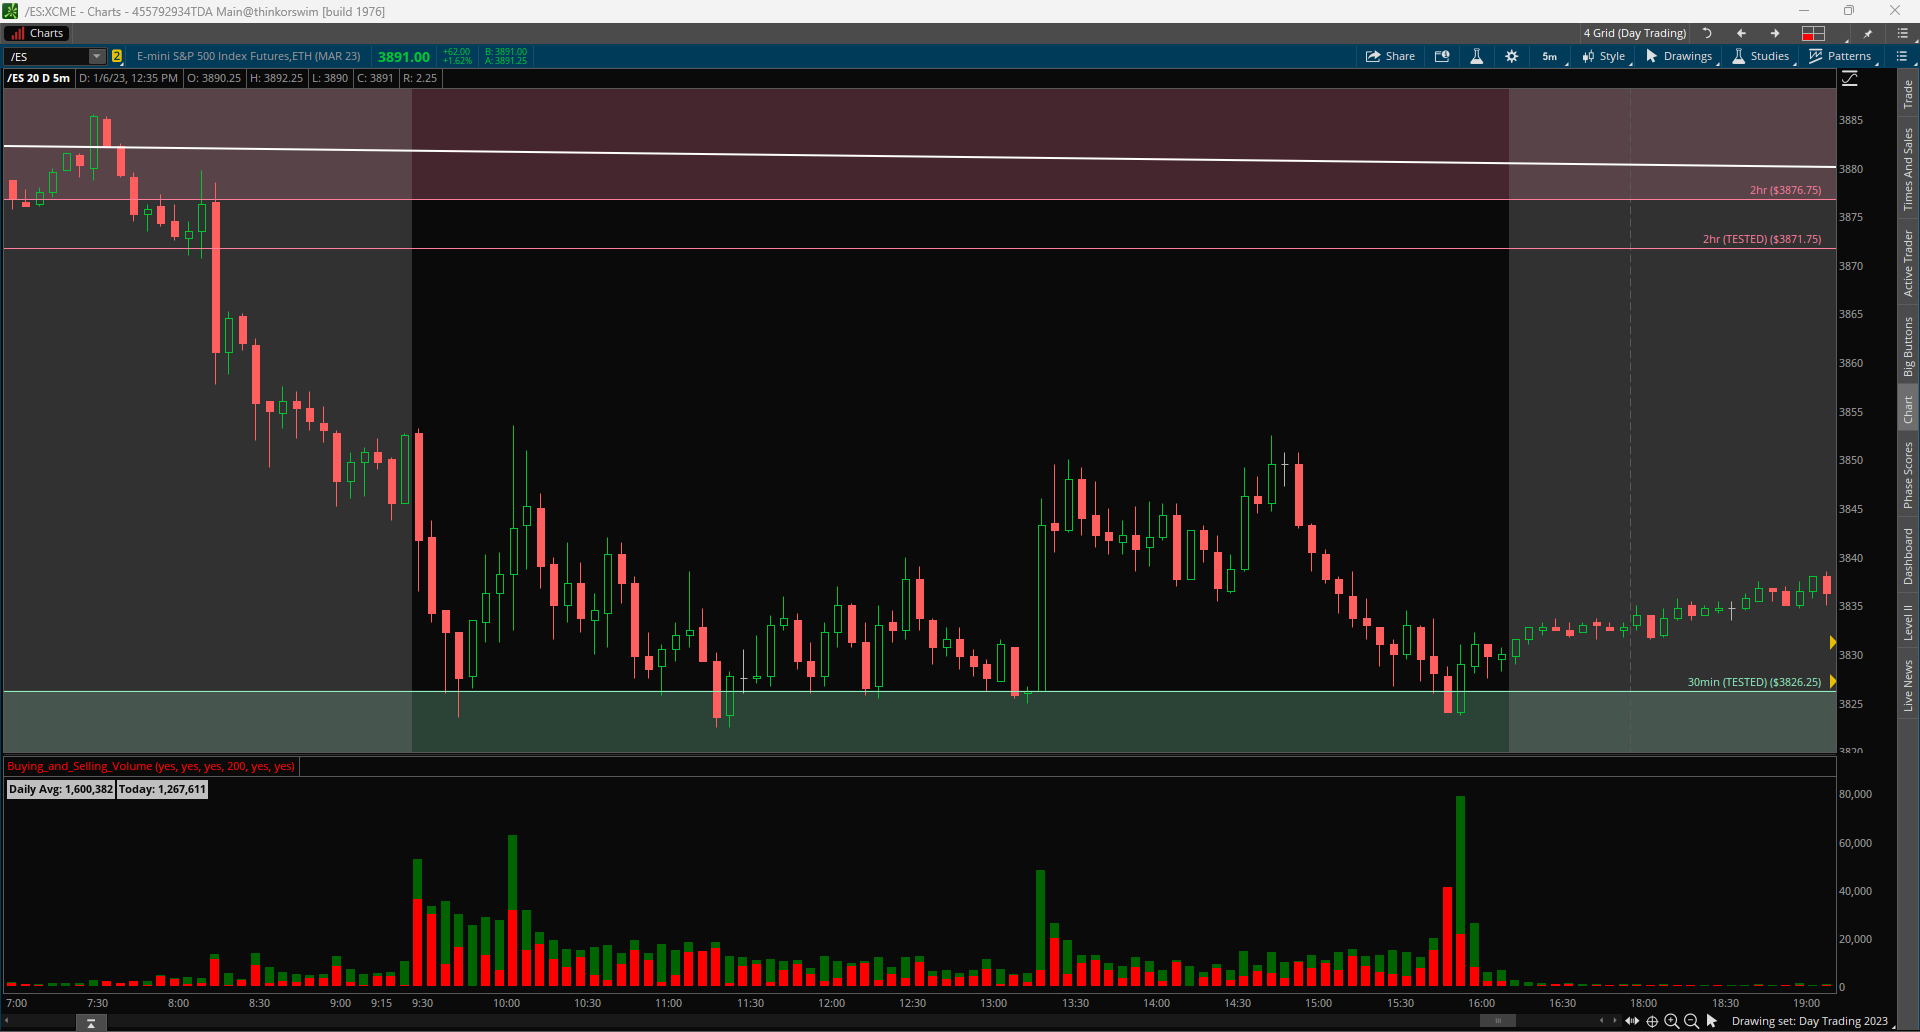 /ES:XCME - Charts - 455792934TDA Main@thinkorswim [build 1976]
Charts
4 Grid (Day Trading)
/ES
2
E-mini S&P 500 Index Futures,ETH (MAR 23)
3891.00
+62.00
+1.62%
B: 3891.00
A: 3891.25
Share
5m
Style
Drawings
Studies
Patterns
/ES 20 D 5m
D: 1/6/23, 12:35 PM
O: 3890.25
H: 3892.25
L: 3890
C: 3891
R: 2.25
2hr ($3876.75)
2hr (TESTED) ($3871.75)
30min (TESTED) ($3826.25)
3885
3880
3875
3870
3865
3860
3855
3850
3845
3840
3835
3830
3825
3820
Trade
Times And Sales
Active Trader
Big Buttons
Chart
Phase Scores
Dashboard
Level II
Live News
Buying_and_Selling_Volume (yes, yes, yes, 200, yes, yes)
Daily Avg: 1,600,382
Today: 1,267,611
80,000
60,000
40,000
20,000
0
7:00 7:30 8:00 8:30 9:00 9:15 9:30 10:00 10:30 11:00 11:30 12:00 12:30 13:00 13:30 14:00 14:30 15:00 15:30 16:00 16:30 18:00 18:30 19:00
Drawing set: Day Trading 2023